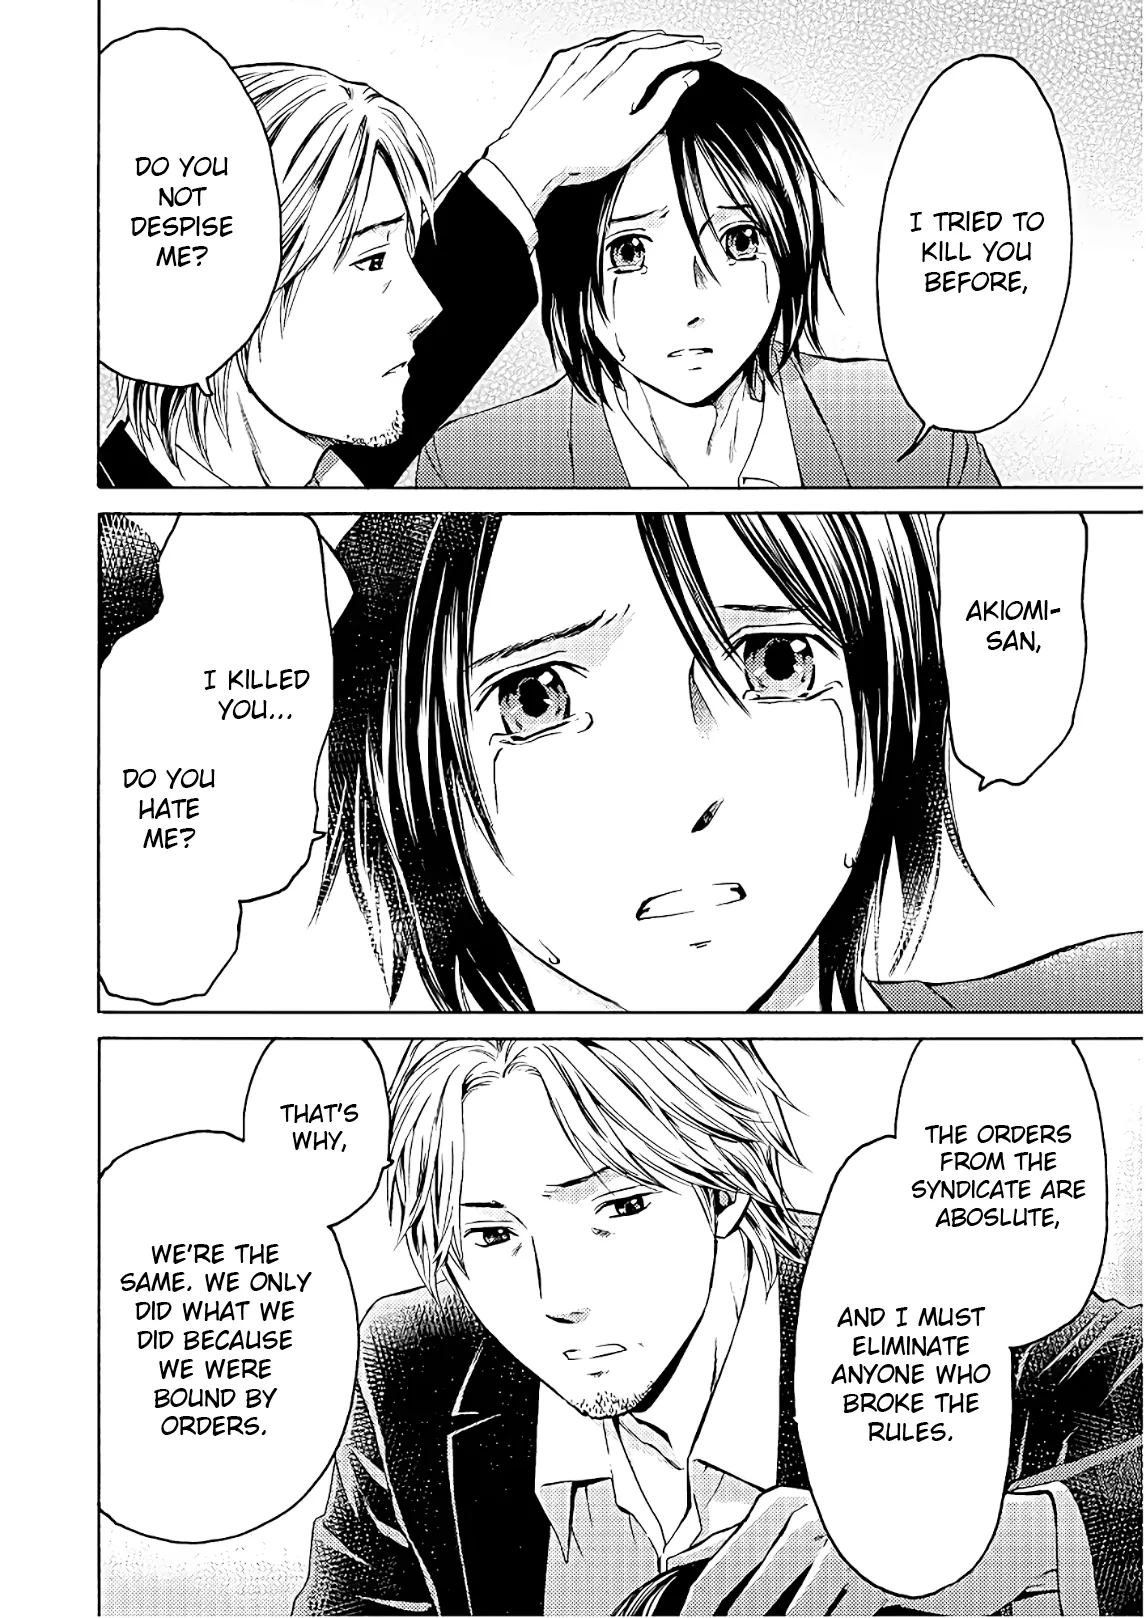 I TRIED TO
KILL YOU
BEFORE,
DO YOU
NOT
DESPISE
ME?
AKIOMI-
SAN,
I KILLED
YOU...
DO YOU
HATE
ME?
THE ORDERS
FROM THE
SYNDICATE ARE
ABOSLUTE,
AND I MUST
ELIMINATE
ANYONE WHO
BROKE THE
RULES.
THAT'S
WHY,
WE'RE THE
SAME. WE ONLY
DID WHAT WE
DID BECAUSE
WE WERE
BOUND BY
ORDERS.